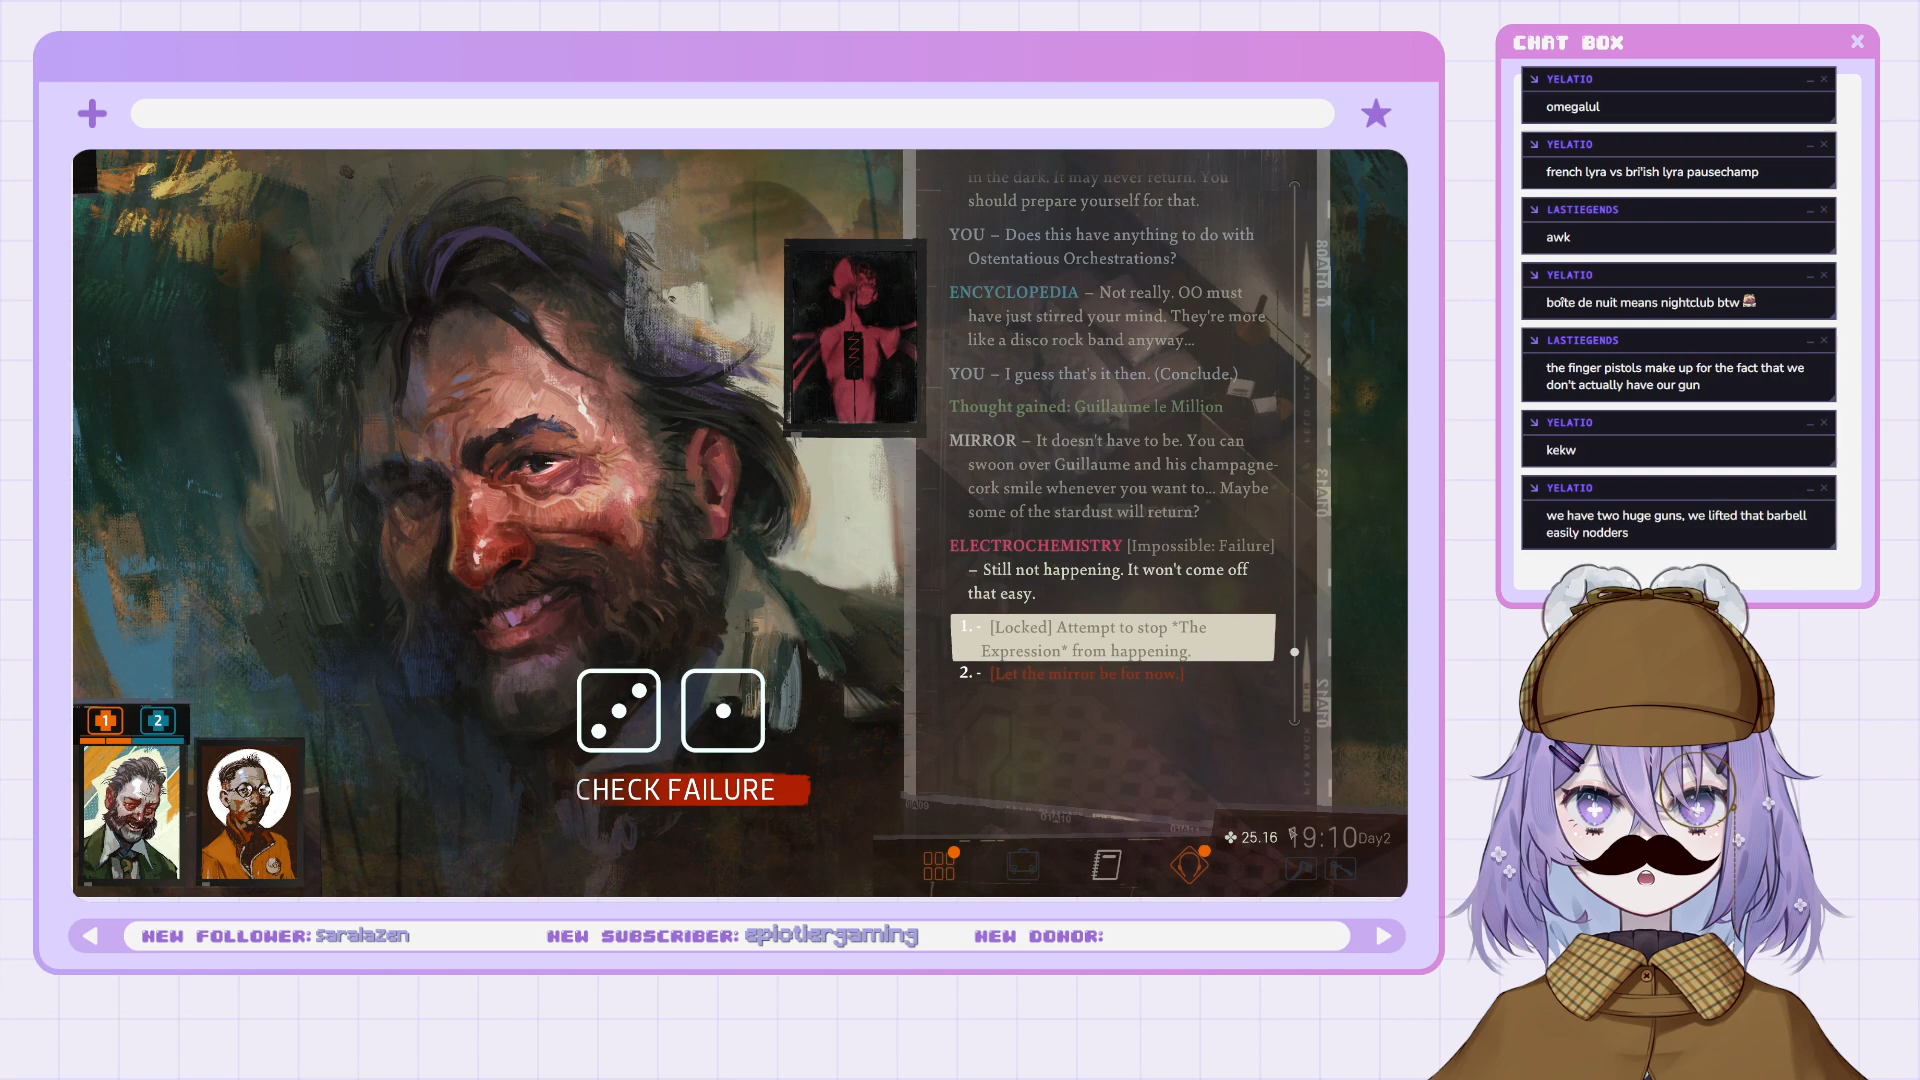 CHAT BOX
YELATIO
omegalul
YELATIO
french lyra vs bri'ish lyra pausechamp
LASTIEGENDS
awk
YELATIO
boîte de nuit means nightclub btw
LASTIEGENDS
the finger pistols make up for the fact that we
don't actually have our gun
YELATIO
kekw
YELATIO
we have two huge guns, we lifted that barbell
easily nodders
in the dark. It may never return. You
should prepare yourself for that.
YOU – Does this have anything to do with
Ostentatious Orchestrations?
ENCYCLOPEDIA – Not really. OO must
have just stirred your mind. They're more
like a disco rock band anyway...
YOU – I guess that's it then. (Conclude.)
Thought gained: Guillaume le Million
MIRROR – It doesn't have to be. You can
swoon over Guillaume and his champagne-
cork smile whenever you want to... Maybe
some of the stardust will return?
ELECTROCHEMISTRY [Impossible: Failure]
– Still not happening. It won't come off
that easy.
1. - [Locked] Attempt to stop *The
Expression* from happening.
2. - [Let the mirror be for now.]
CHECK FAILURE
1 2
25.16 19:10 Day2
NEW FOLLOWER: saralazen NEW SUBSCRIBER: eplotiergaming NEW DONOR: